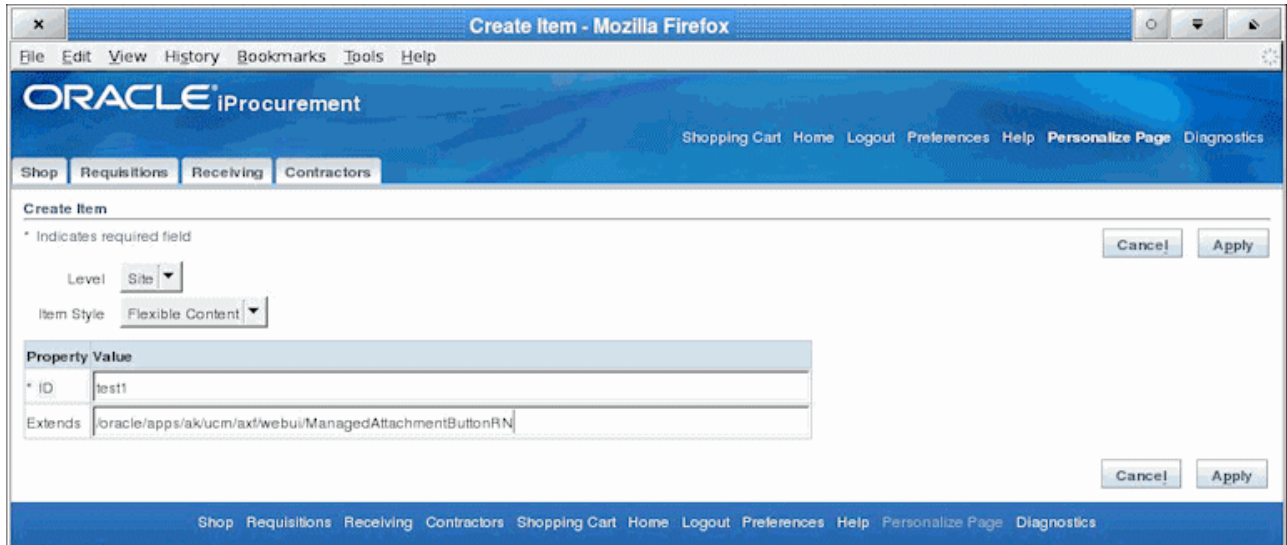 Create Item - Mozilla Firefox
File Edit View History Bookmarks Tools Help
ORACLE iProcurement
Shopping Cart Home Logout Preferences Help Personalize Page Diagnostics
Shop Requisitions Receiving Contractors
Create Item
* Indicates required field
Cancel Apply
Level Site
Item Style Flexible Content
Property Value
* ID test1
Extends /oracle/apps/ak/ucm/axf/webui/ManagedAttachmentButtonRN
Cancel Apply
Shop Requisitions Receiving Contractors Shopping Cart Home Logout Preferences Help Personalize Page Diagnostics